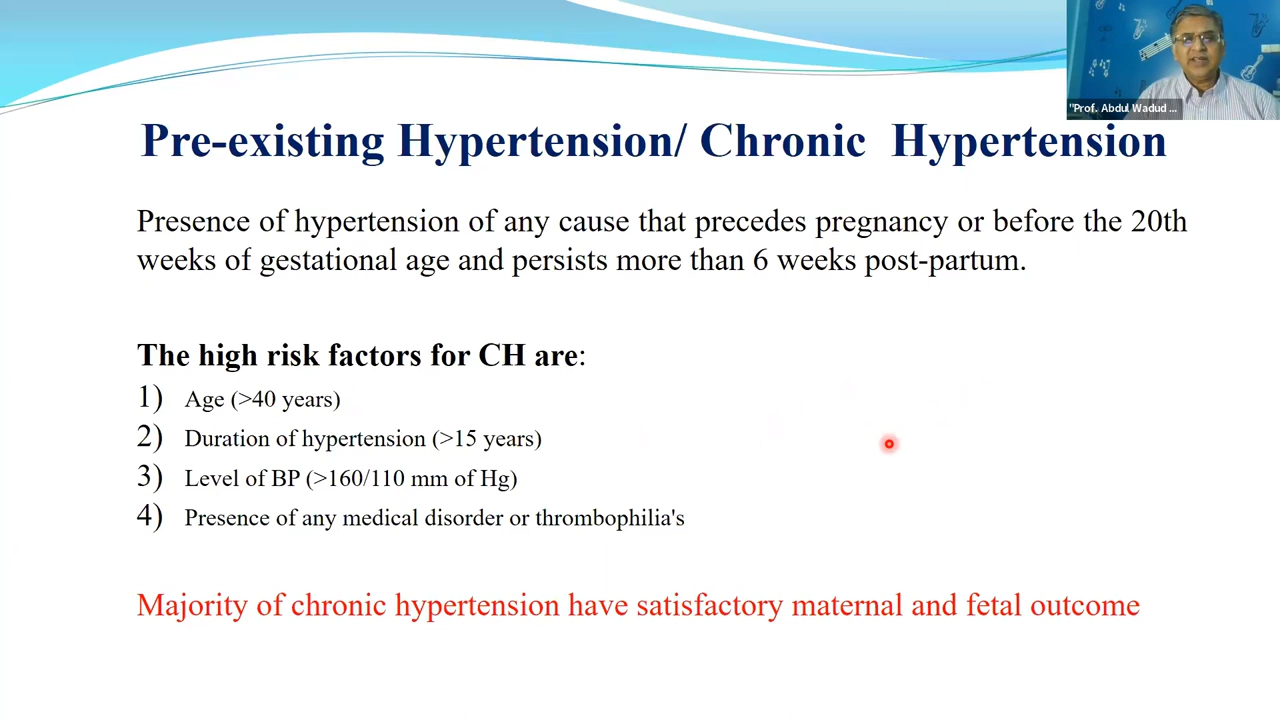 "Prof. Abdul Wadud ...
Pre-existing Hypertension/ Chronic Hypertension
Presence of hypertension of any cause that precedes pregnancy or before the 20th
weeks of gestational age and persists more than 6 weeks post-partum.
The high risk factors for CH are:
1) Age (>40 years)
2) Duration of hypertension (>15 years)
3) Level of BP (>160/110 mm of Hg)
4) Presence of any medical disorder or thrombophilia's
Majority of chronic hypertension have satisfactory maternal and fetal outcome